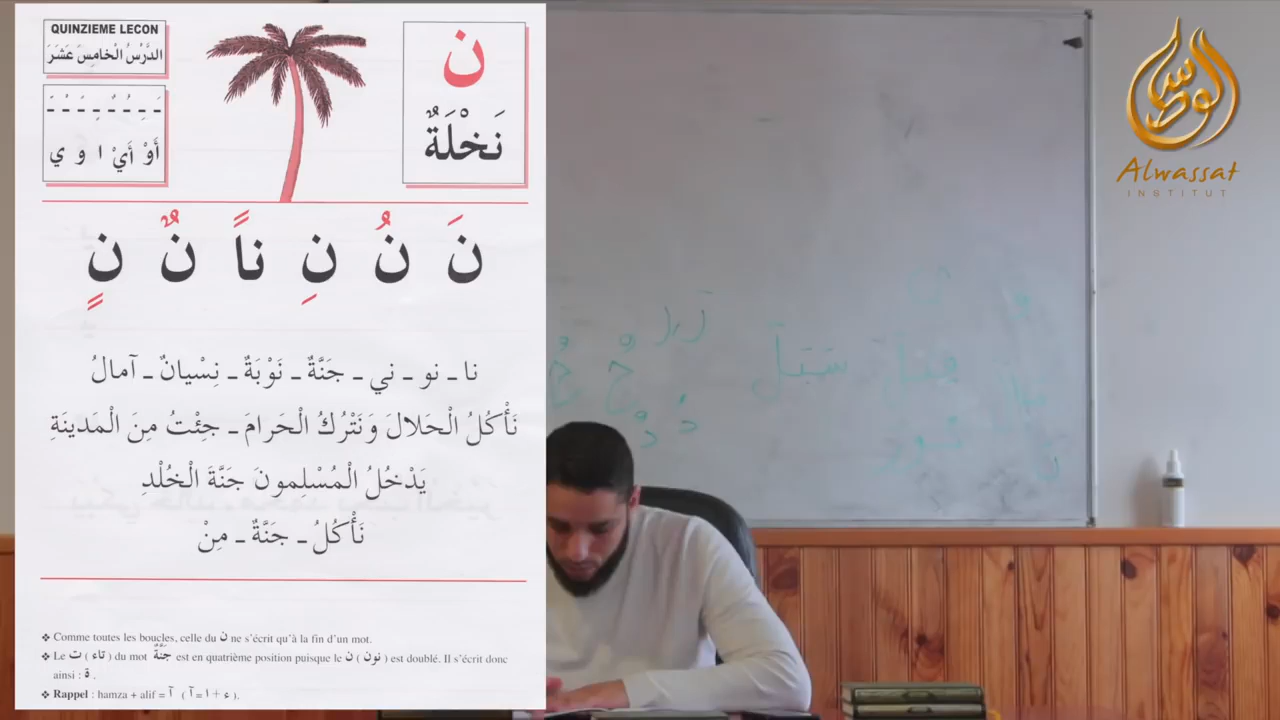 QUINZIEME LECON
الدَّرْسُ الْخامِسَ عَشَرَ
ـَ ـِ ـُ ـٌ ـٍ ـَ ـُ ـَ
أَوْ أَيْ ا و ي
ن
نَخْلَةٌ
نَ نُ نِ ناً نٌ نٍ
نا ـ نو ـ ني ـ جَنَّةٌ ـ نَوْبَةٌ ـ نِسْيانٌ ـ آمالُ
نَأْكُلُ الْحَلالَ وَنَتْرُكُ الْحَرامَ ـ جِئْتُ مِنَ الْمَدينَةِ
يَدْخُلُ الْمُسْلِمونَ جَنَّةَ الْخُلْدِ
نَأْكُلُ ـ جَنَّةٌ ـ مِنْ
❖ Comme toutes les boucles, celle du ن ne s'écrit qu'à la fin d'un mot.
❖ Le ت ( تاء ) du mot جَنَّةٌ est en quatrième position puisque le ن ( نون ) est doublé. Il s'écrit donc
ainsi : ة .
❖ Rappel : hamza + alif = آ ( ء + ا = آ ).
الوسط
Alwassat
INSTITUT
سَبَبَلَ